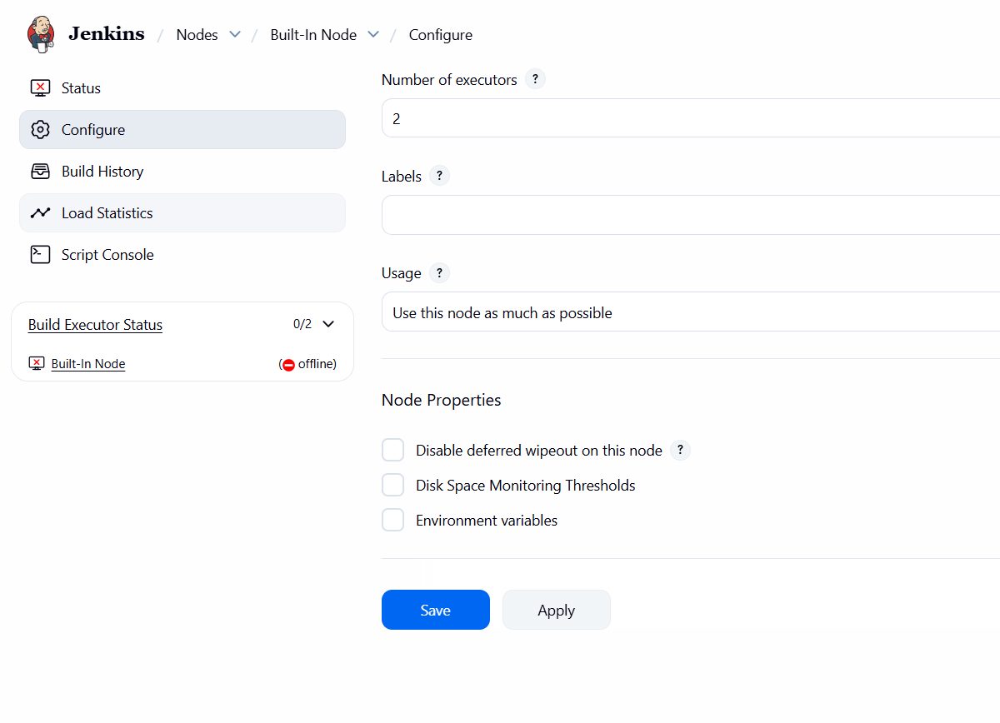 Jenkins / Nodes / Built-In Node / Configure
Status
Configure
Build History
Load Statistics
Script Console
Build Executor Status 0/2
Built-In Node (offline)
Number of executors ?
2
Labels ?
Usage ?
Use this node as much as possible
Node Properties
Disable deferred wipeout on this node ?
Disk Space Monitoring Thresholds
Environment variables
Save Apply